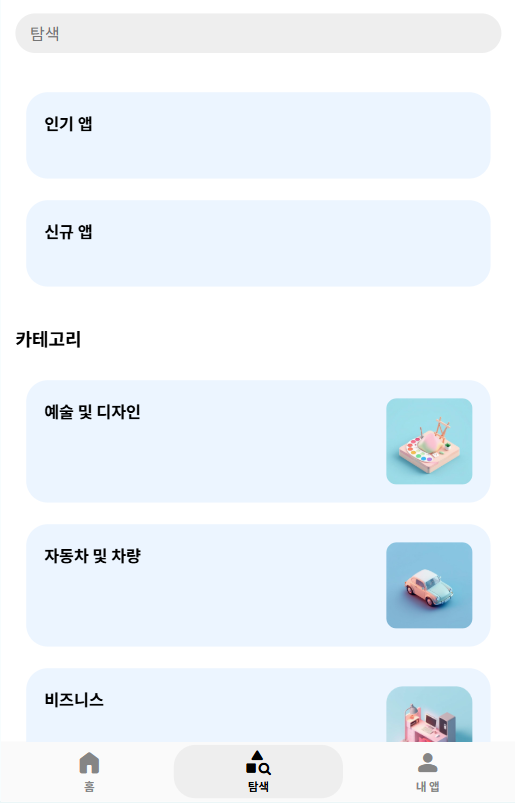 탐색
인기 앱
신규 앱
카테고리
예술 및 디자인
자동차 및 차량
비즈니스
홈
탐색
내 앱